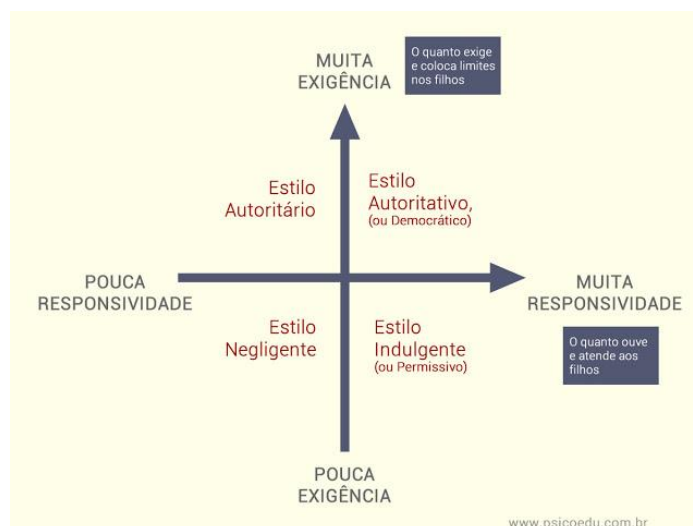 MUITA
EXIGÊNCIA
O quanto exige
e coloca limites
nos filhos
Estilo
Autoritário
Estilo
Autoritativo,
(ou Democrático)
POUCA
RESPONSIVIDADE
MUITA
RESPONSIVIDADE
Estilo
Negligente
Estilo
Indulgente
(ou Permissivo)
O quanto ouve
e atende aos
filhos
POUCA
EXIGÊNCIA
www.psicoedu.com.br